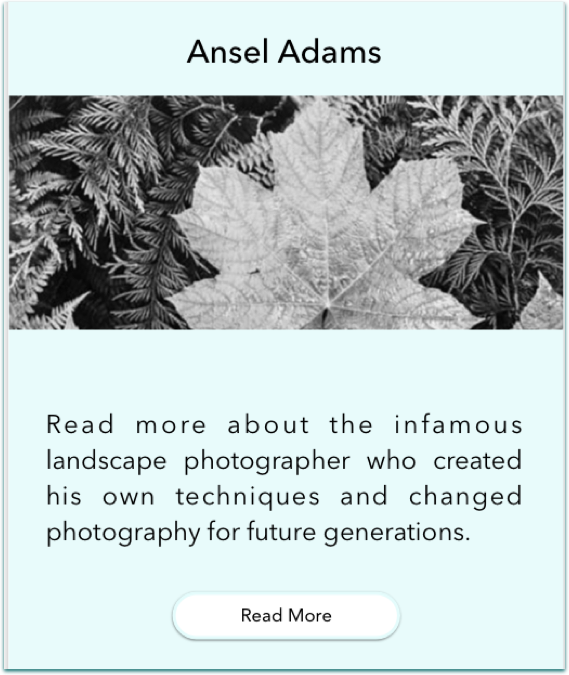 Ansel Adams
Read more about the infamous
landscape photographer who created
his own techniques and changed
photography for future generations.
Read More